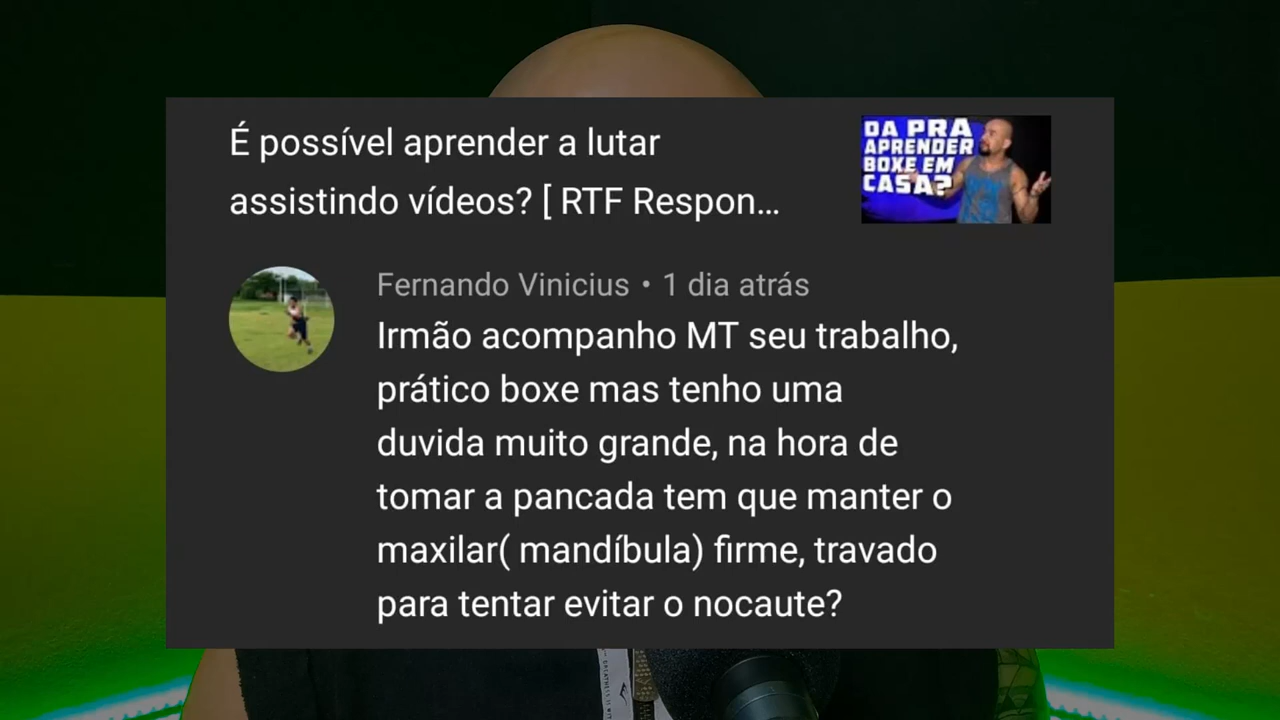 É possível aprender a lutar
assistindo vídeos? [ RTF Respon...
DA PRA
APRENDER
BOXE EM
CASA?
Fernando Vinicius • 1 dia atrás
Irmão acompanho MT seu trabalho,
prático boxe mas tenho uma
duvida muito grande, na hora de
tomar a pancada tem que manter o
maxilar( mandíbula) firme, travado
para tentar evitar o nocaute?